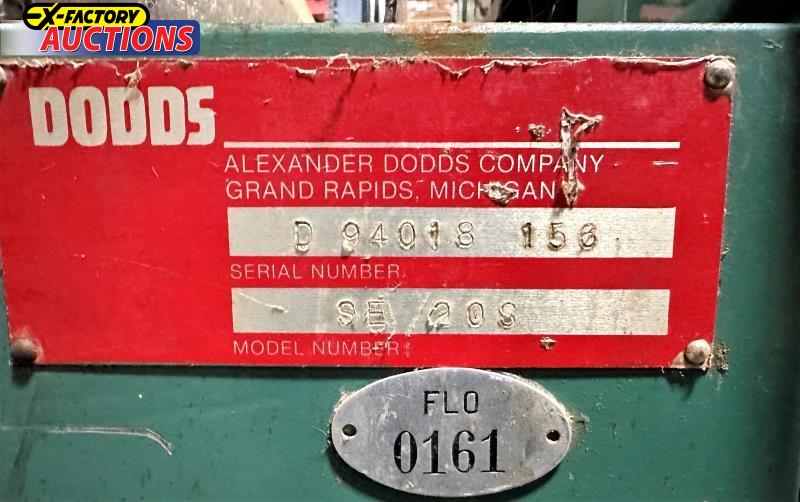 X-FACTORY
AUCTIONS
DODDS
ALEXANDER DODDS COMPANY
GRAND RAPIDS, MICHIGAN
D 94018 156
SERIAL NUMBER
SE 20S
MODEL NUMBER
FLO
0161